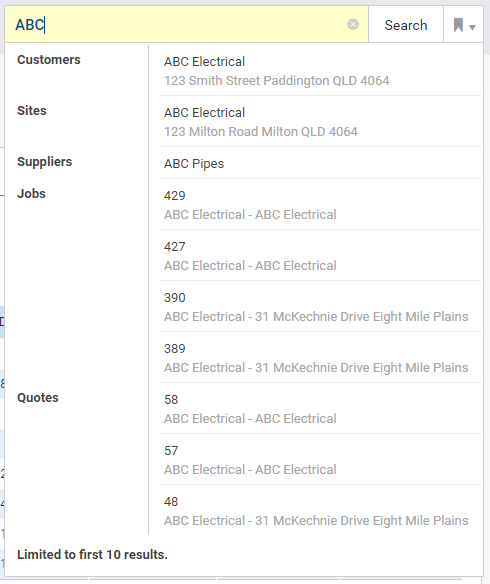 ABC
Search
Customers
ABC Electrical
123 Smith Street Paddington QLD 4064
Sites
ABC Electrical
123 Milton Road Milton QLD 4064
Suppliers
ABC Pipes
Jobs
429
ABC Electrical - ABC Electrical
427
ABC Electrical - ABC Electrical
390
ABC Electrical - 31 McKechnie Drive Eight Mile Plains
389
ABC Electrical - 31 McKechnie Drive Eight Mile Plains
Quotes
58
ABC Electrical - ABC Electrical
57
ABC Electrical - ABC Electrical
48
ABC Electrical - 31 McKechnie Drive Eight Mile Plains
Limited to first 10 results.